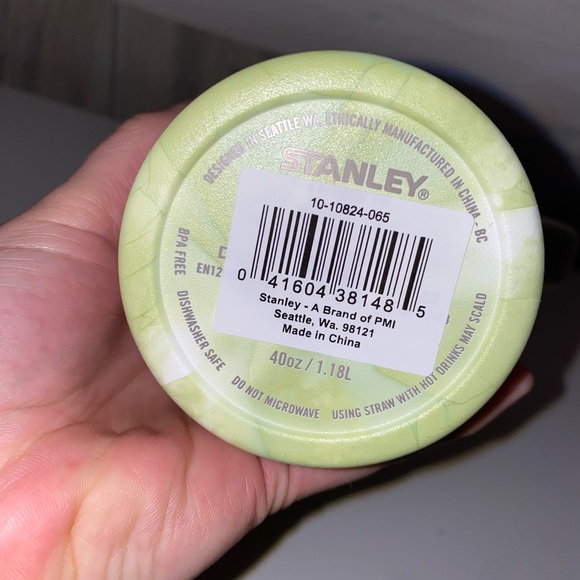 DESIGNED IN SEATTLE WA. ETHICALLY MANUFACTURED IN CHINA - BC
STANLEY®
10-10824-065
0 41604 38148 5
Stanley - A Brand of PMI
Seattle, Wa. 98121
Made in China
EN12
40oz / 1.18L
BPA FREE
DISHWASHER SAFE
DO NOT MICROWAVE
USING STRAW WITH HOT DRINKS MAY SCALD